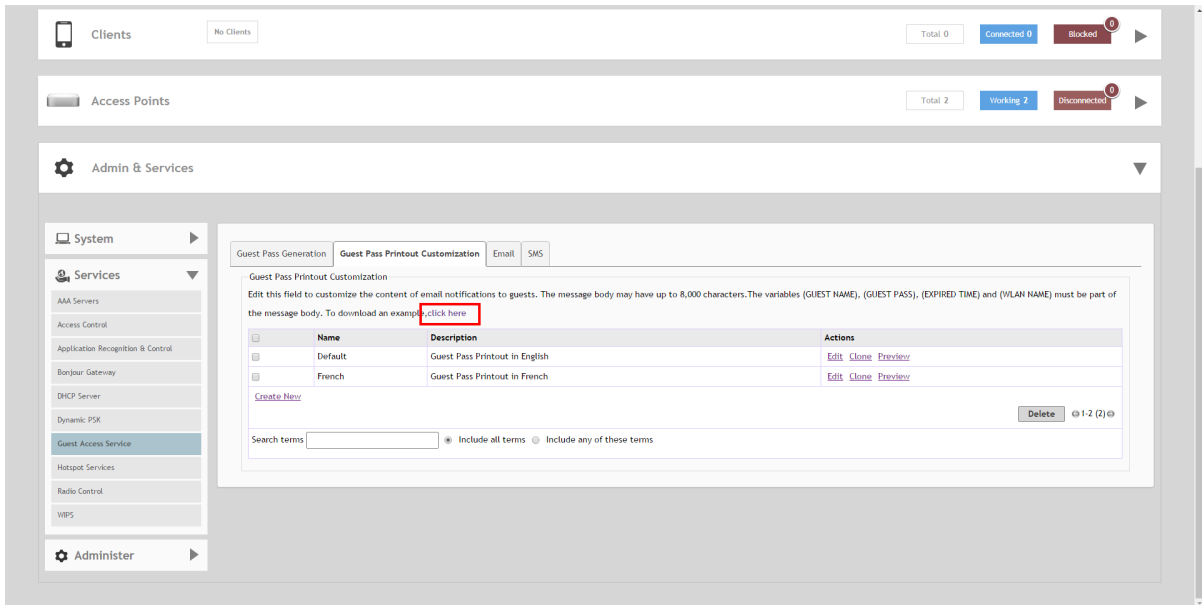 Clients
No Clients
Total 0
Connected 0
Blocked
0
Access Points
Total 2
Working 2
Disconnected
0
Admin & Services
System
Services
AAA Servers
Access Control
Application Recognition & Control
Bonjour Gateway
DHCP Server
Dynamic PSK
Guest Access Service
Hotspot Services
Radio Control
WIPS
Administer
Guest Pass Generation
Guest Pass Printout Customization
Email
SMS
Guest Pass Printout Customization
Edit this field to customize the content of email notifications to guests. The message body may have up to 8,000 characters.The variables (GUEST NAME), (GUEST PASS), (EXPIRED TIME) and (WLAN NAME) must be part of
the message body. To download an example,click here
Name Description Actions
Default Guest Pass Printout in English Edit Clone Preview
French Guest Pass Printout in French Edit Clone Preview
Create New
Delete 1-2 (2)
Search terms Include all terms Include any of these terms